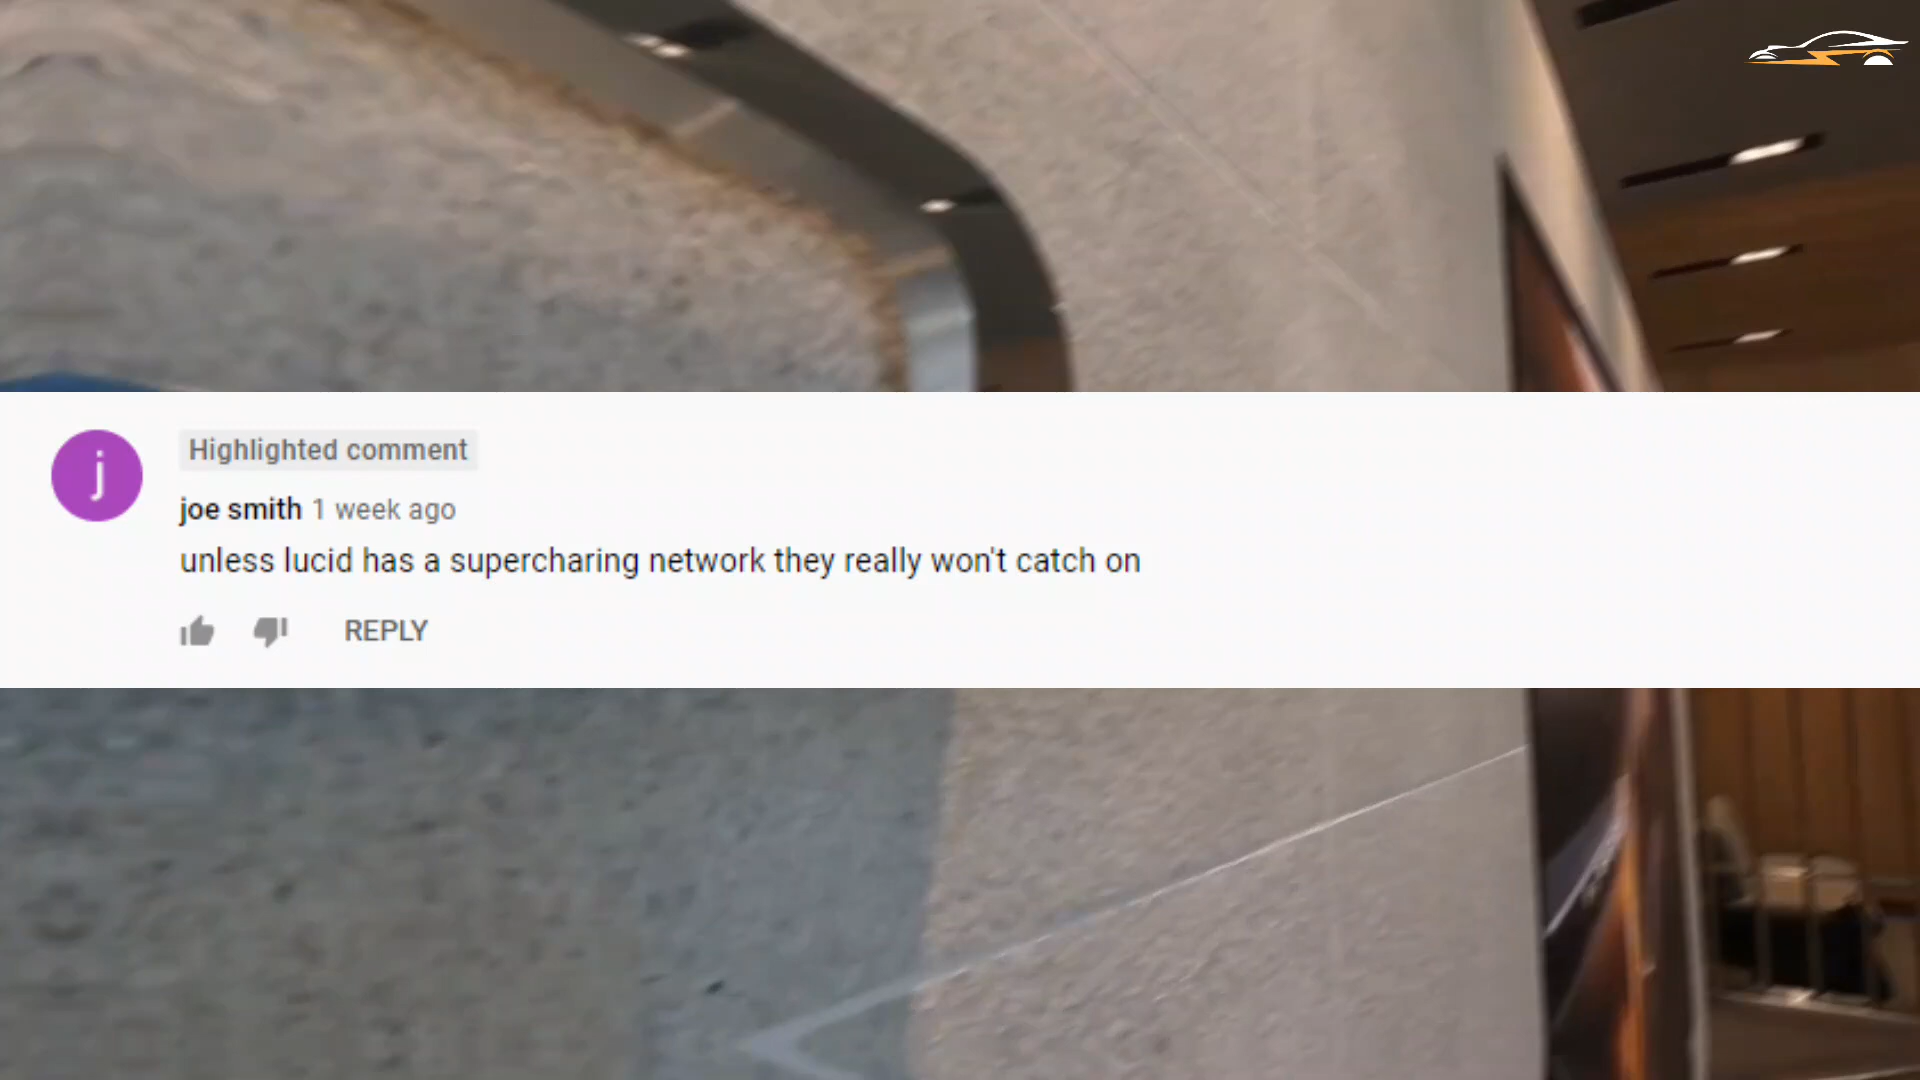 j
Highlighted comment
joe smith 1 week ago
unless lucid has a supercharing network they really won't catch on
REPLY